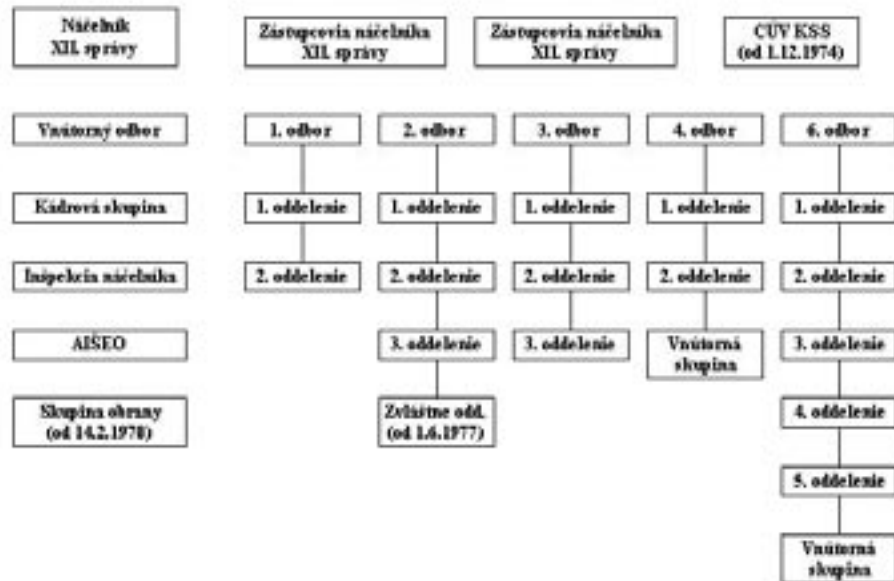 Náčelník
XII. správy
Zástupcovia náčelníka
XII. správy
Zástupcovia náčelníka
XII. správy
CÚV KSS
(od 1.12.1974)
Vnútorný odbor
1. odbor
2. odbor
3. odbor
4. odbor
6. odbor
Kádrová skupina
1. oddelenie
1. oddelenie
1. oddelenie
1. oddelenie
1. oddelenie
Inšpekcia náčelníka
2. oddelenie
2. oddelenie
2. oddelenie
2. oddelenie
2. oddelenie
AIŠEO
3. oddelenie
3. oddelenie
Vnútorná
skupina
3. oddelenie
Skupina obrany
(od 14.2.1978)
Zvláštne odd.
(od 1.6.1977)
4. oddelenie
5. oddelenie
Vnútorná
skupina